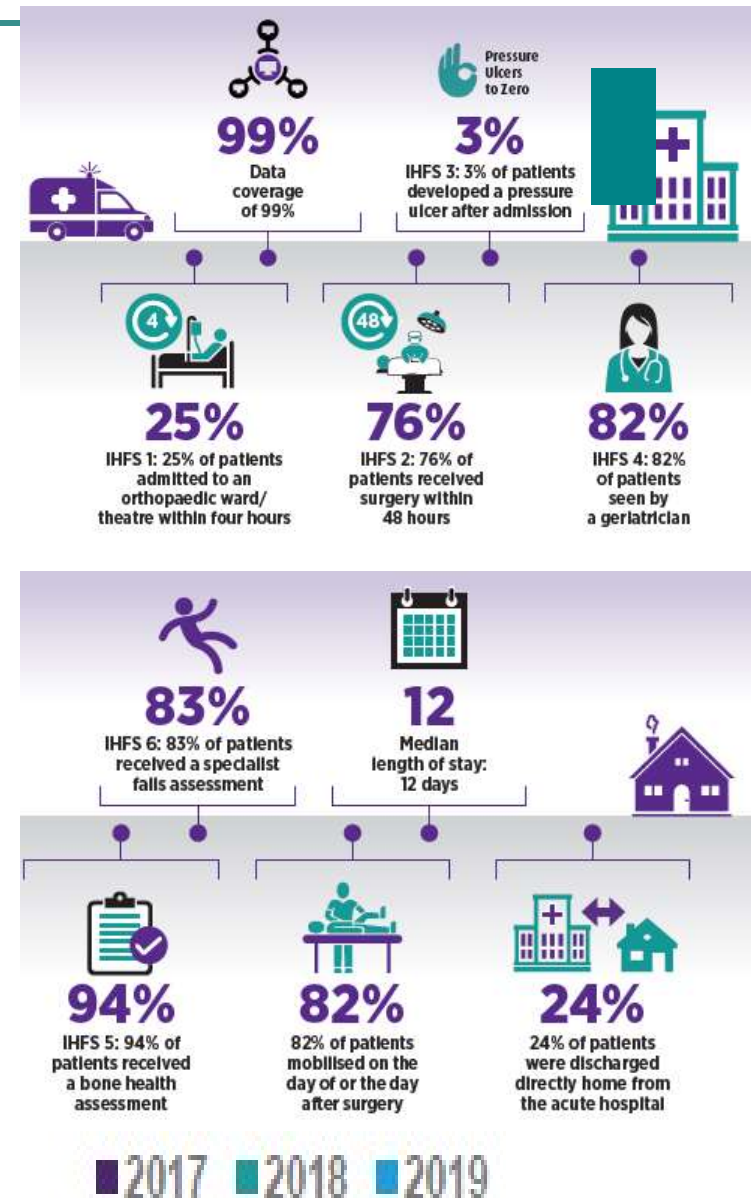 Pressure
Ulcers
to Zero
99%
Data
coverage
of 99%
3%
IHFS 3: 3% of patients
developed a pressure
ulcer after admission
4
25%
IHFS 1: 25% of patients
admitted to an
orthopaedic ward/
theatre within four hours
48
76%
IHFS 2: 76% of
patients received
surgery within
48 hours
82%
IHFS 4: 82%
of patients
seen by
a geriatrician
83%
IHFS 6: 83% of patients
received a specialist
falls assessment
12
Median
length of stay:
12 days
94%
IHFS 5: 94% of
patients received
a bone health
assessment
82%
82% of patients
mobilised on the
day of or the day
after surgery
24%
24% of patients
were discharged
directly home from
the acute hospital
2017 2018 2019